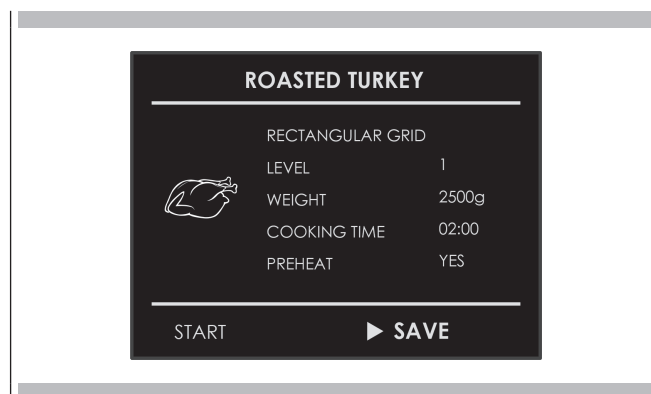 ROASTED TURKEY
RECTANGULAR GRID
LEVEL 1
WEIGHT 2500g
COOKING TIME 02:00
PREHEAT YES
START ▶ SAVE